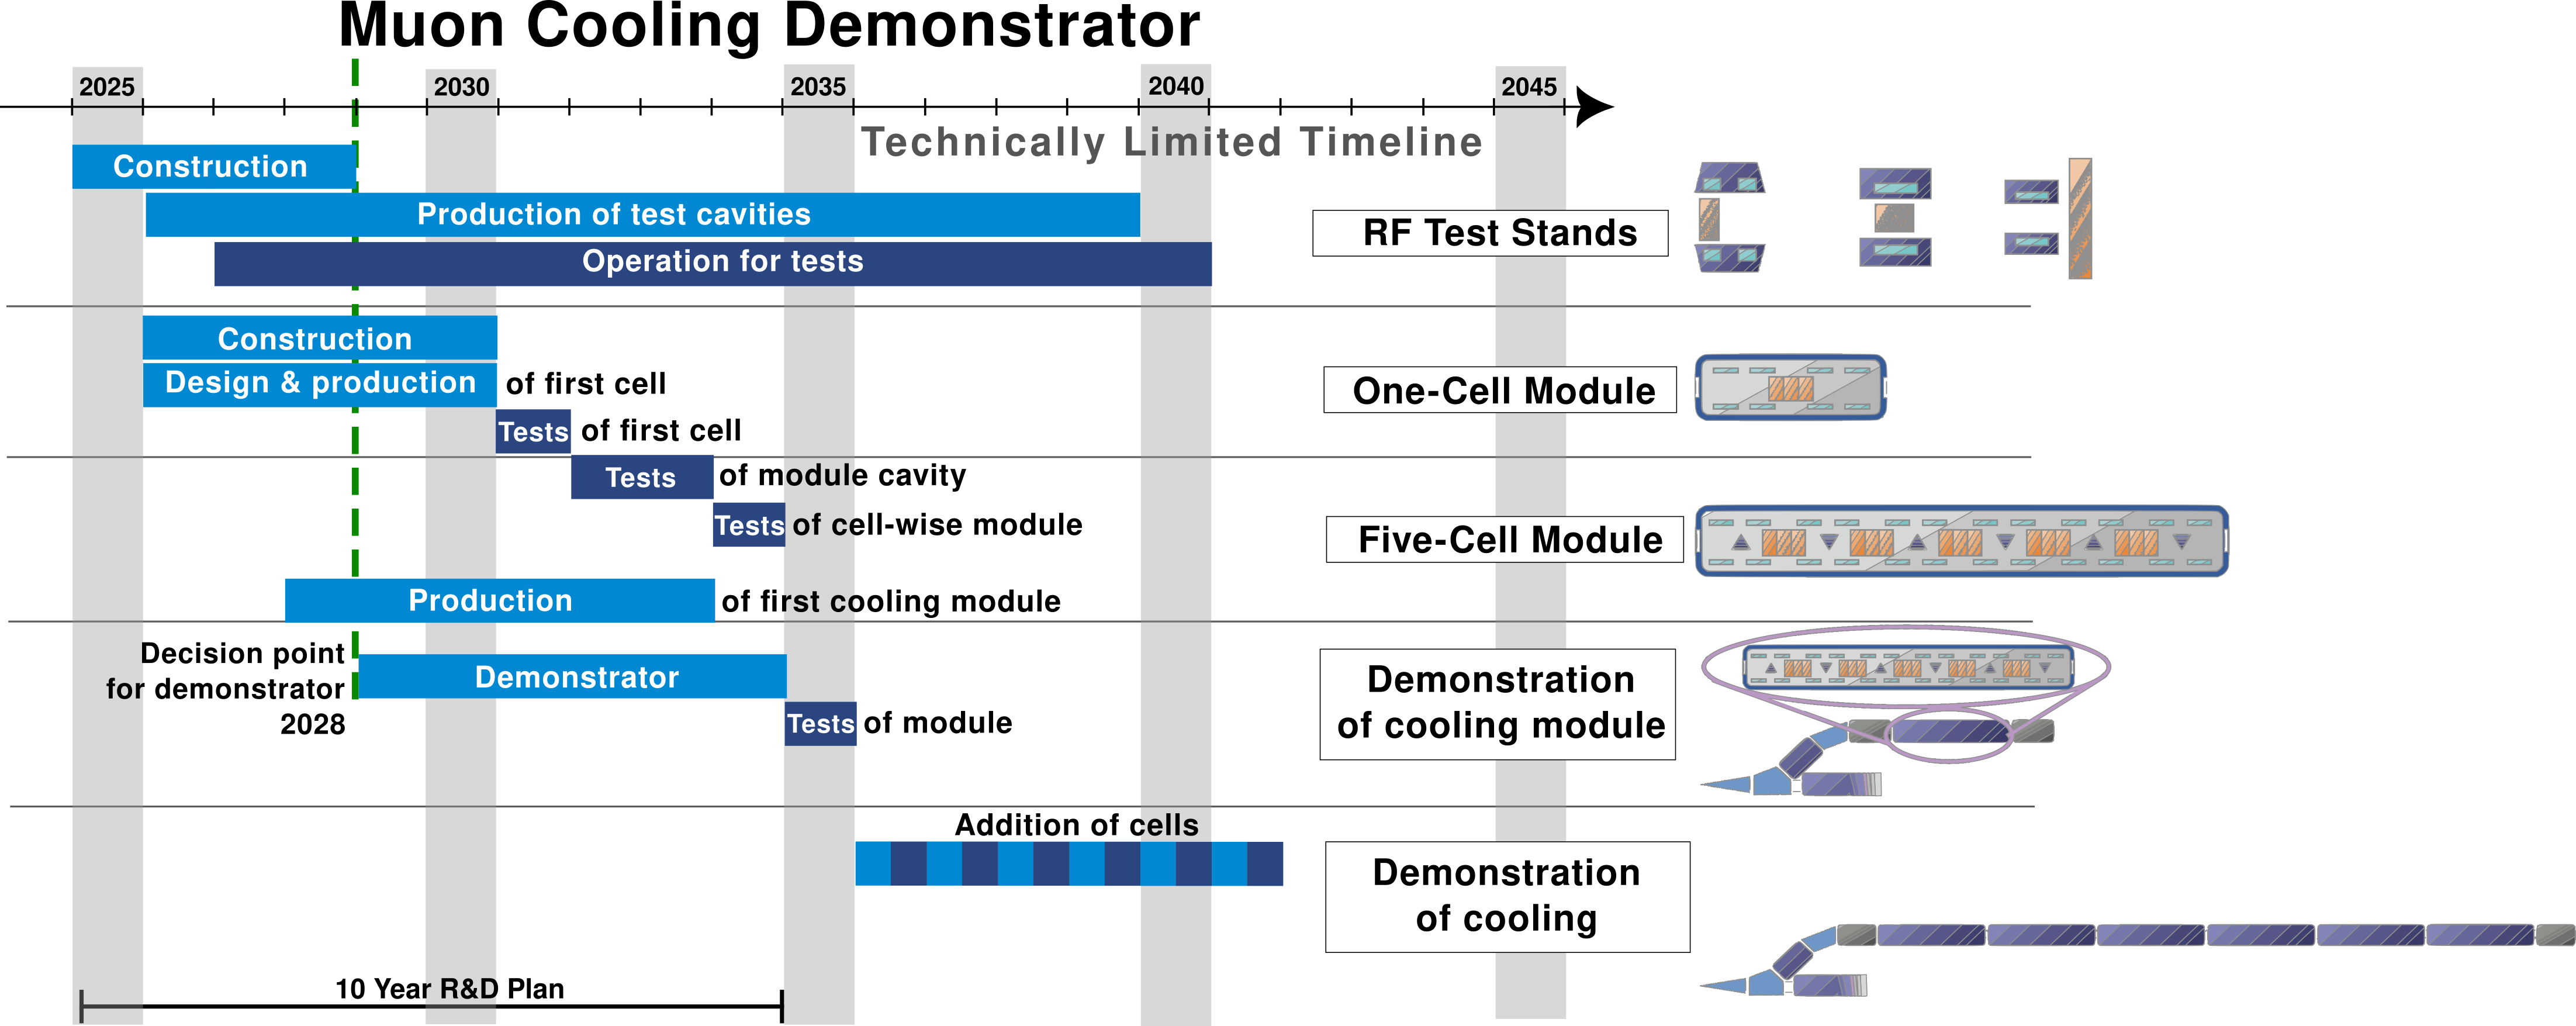 Muon Cooling Demonstrator
2025 2030 2035 2040 2045
Technically Limited Timeline
Construction
Production of test cavities
Operation for tests
RF Test Stands
Construction
Design & production of first cell
Tests of first cell
One-Cell Module
Tests of module cavity
Tests of cell-wise module
Five-Cell Module
Production of first cooling module
Decision point
for demonstrator
2028
Demonstrator
Tests of module
Demonstration
of cooling module
Addition of cells
Demonstration
of cooling
10 Year R&D Plan